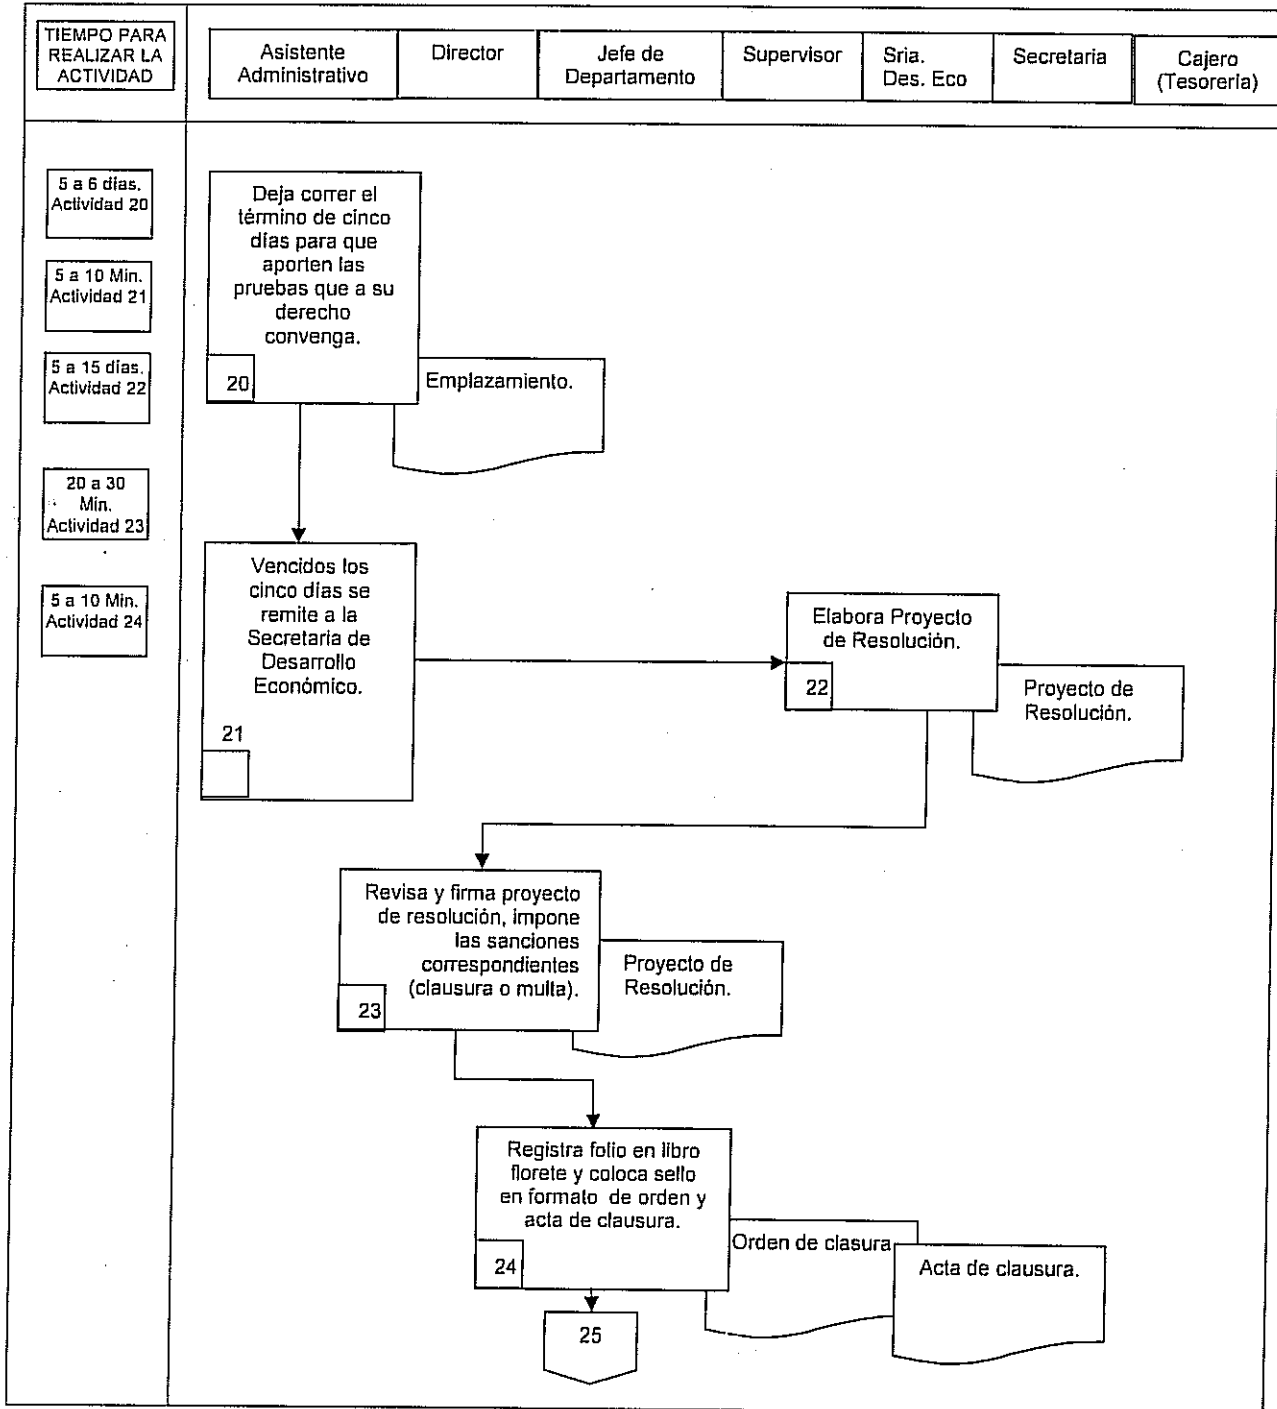 TIEMPO PARA
REALIZAR LA
ACTIVIDAD
Asistente
Administrativo
Director
Jefe de
Departamento
Supervisor
Sria.
Des. Eco
Secretaria
Cajero
(Tesorería)
5 a 6 días.
Actividad 20
5 a 10 Min.
Actividad 21
5 a 15 días.
Actividad 22
20 a 30
Min.
Actividad 23
5 a 10 Min.
Actividad 24
Deja correr el
término de cinco
días para que
aporten las
pruebas que a su
derecho
convenga.
20
Emplazamiento.
Vencidos los
cinco días se
remite a la
Secretaria de
Desarrollo
Económico.
21
Elabora Proyecto
de Resolución.
22
Proyecto de
Resolución.
Revisa y firma proyecto
de resolución, impone
las sanciones
correspondientes
(clausura o multa).
23
Proyecto de
Resolución.
Registra folio en libro
florete y coloca sello
en formato de orden y
acta de clausura.
24
Orden de clasura
Acta de clausura.
25